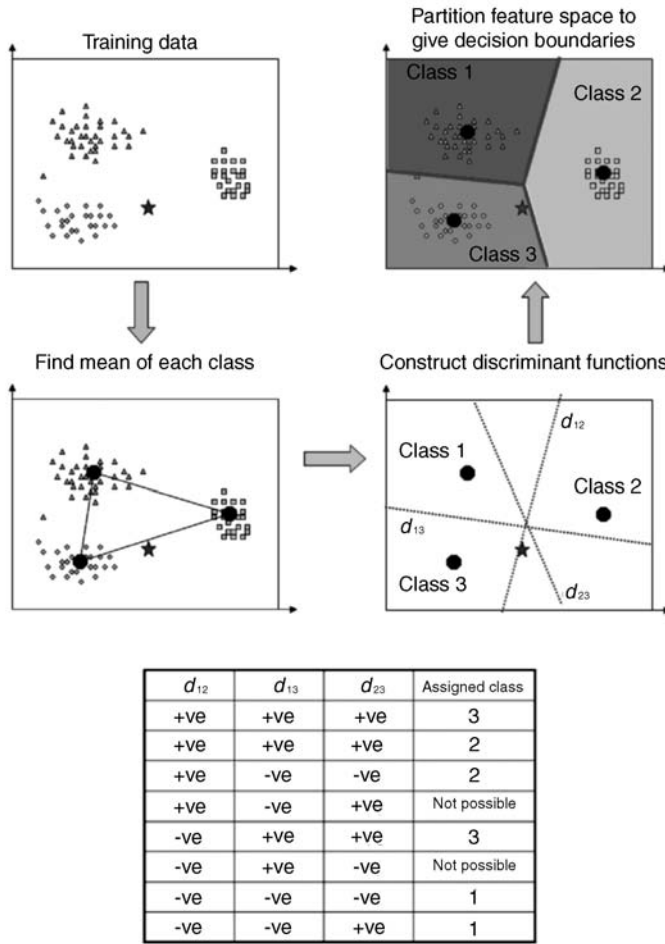 Training data
Partition feature space to
give decision boundaries
Class 1
Class 2
Class 3
Find mean of each class
Construct discriminant functions
d12
Class 1
Class 2
d13
Class 3
d23
d12 d13 d23 Assigned class
+ve +ve +ve 3
+ve +ve +ve 2
+ve -ve -ve 2
+ve -ve +ve Not possible
-ve +ve +ve 3
-ve +ve -ve Not possible
-ve -ve -ve 1
-ve -ve +ve 1